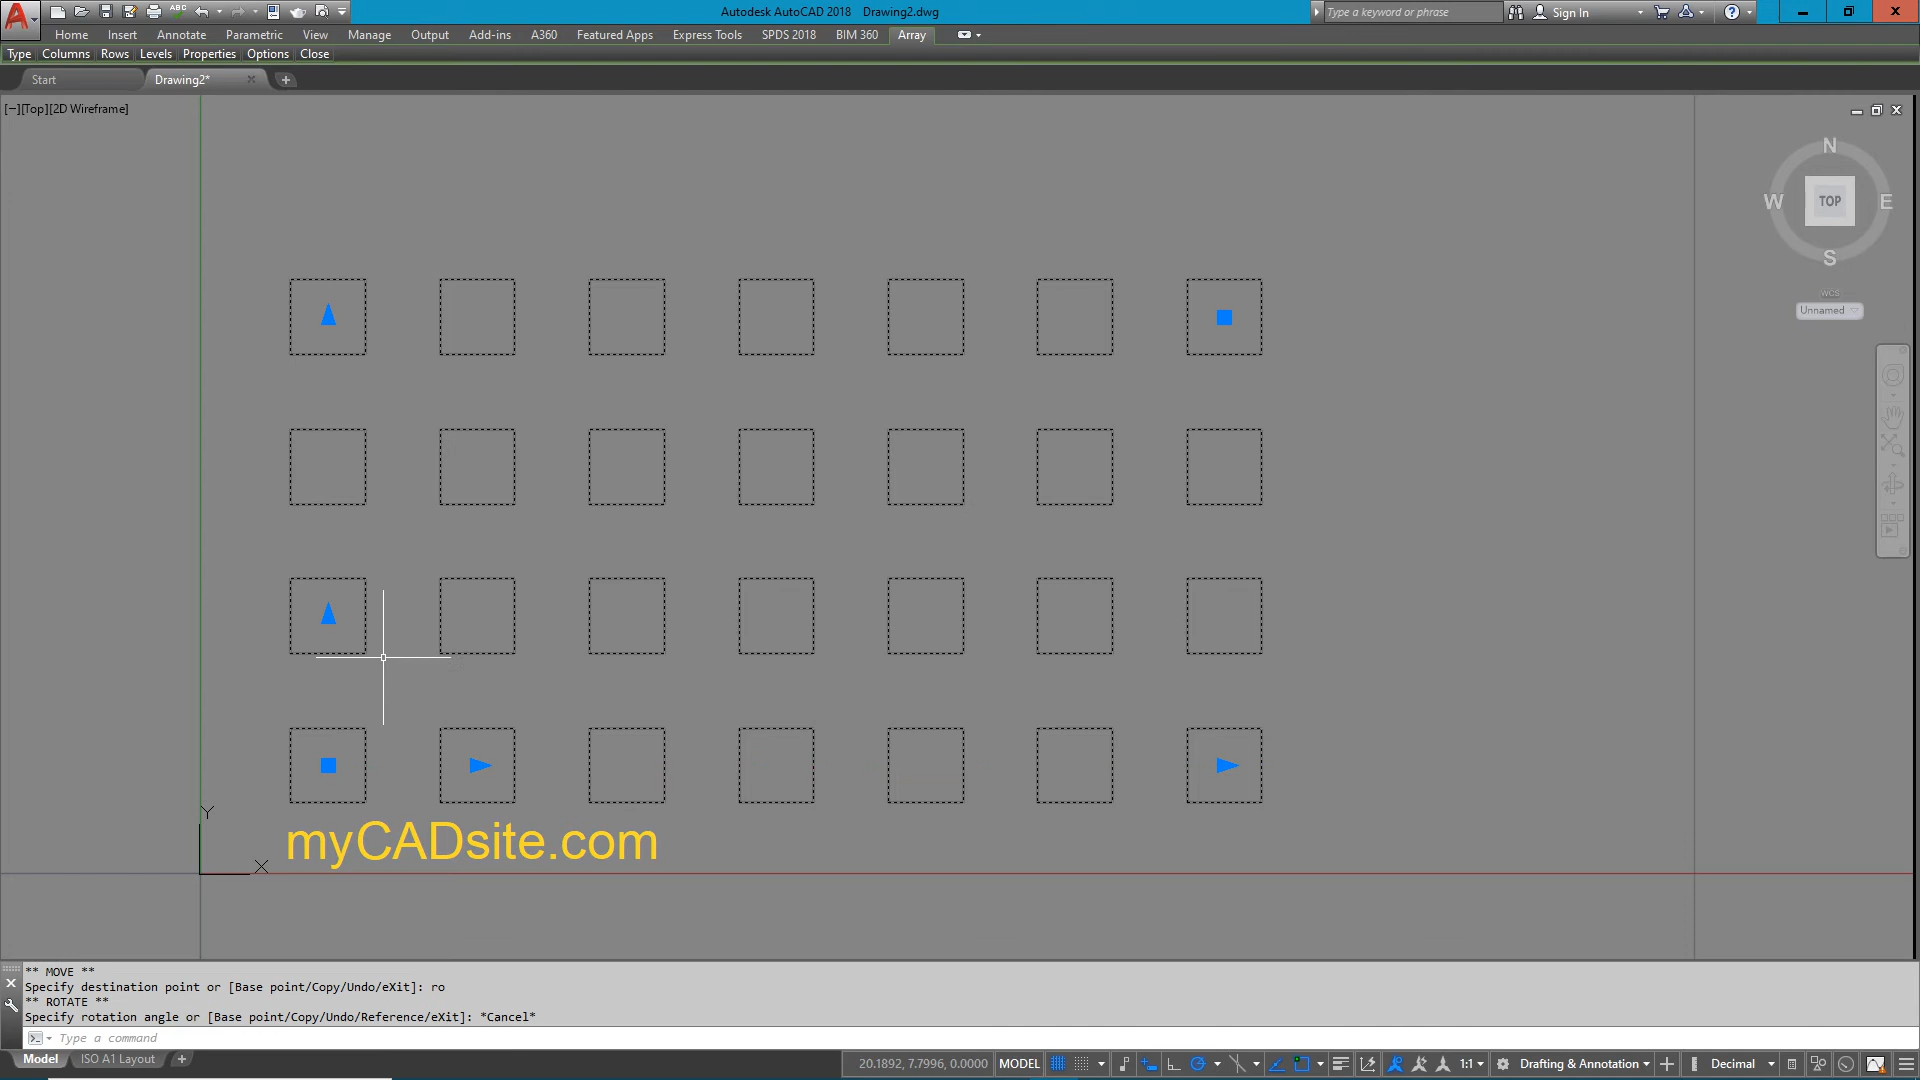 Autodesk AutoCAD 2018 Drawing2.dwg
Type a keyword or phrase
Sign In
Home Insert Annotate Parametric View Manage Output Add-ins A360 Featured Apps Express Tools SPDS 2018 BIM 360 Array
Type Columns Rows Levels Properties Options Close
Start Drawing2*
[−][Top][2D Wireframe]
N
W TOP E
S
WCS
Unnamed
Y
X
myCADsite.com
** MOVE **
Specify destination point or [Base point/Copy/Undo/eXit]: ro
** ROTATE **
Specify rotation angle or [Base point/Copy/Undo/Reference/eXit]: *Cancel*
Type a command
Model ISO A1 Layout
20.1892, 7.7996, 0.0000 MODEL 1:1 Drafting & Annotation Decimal